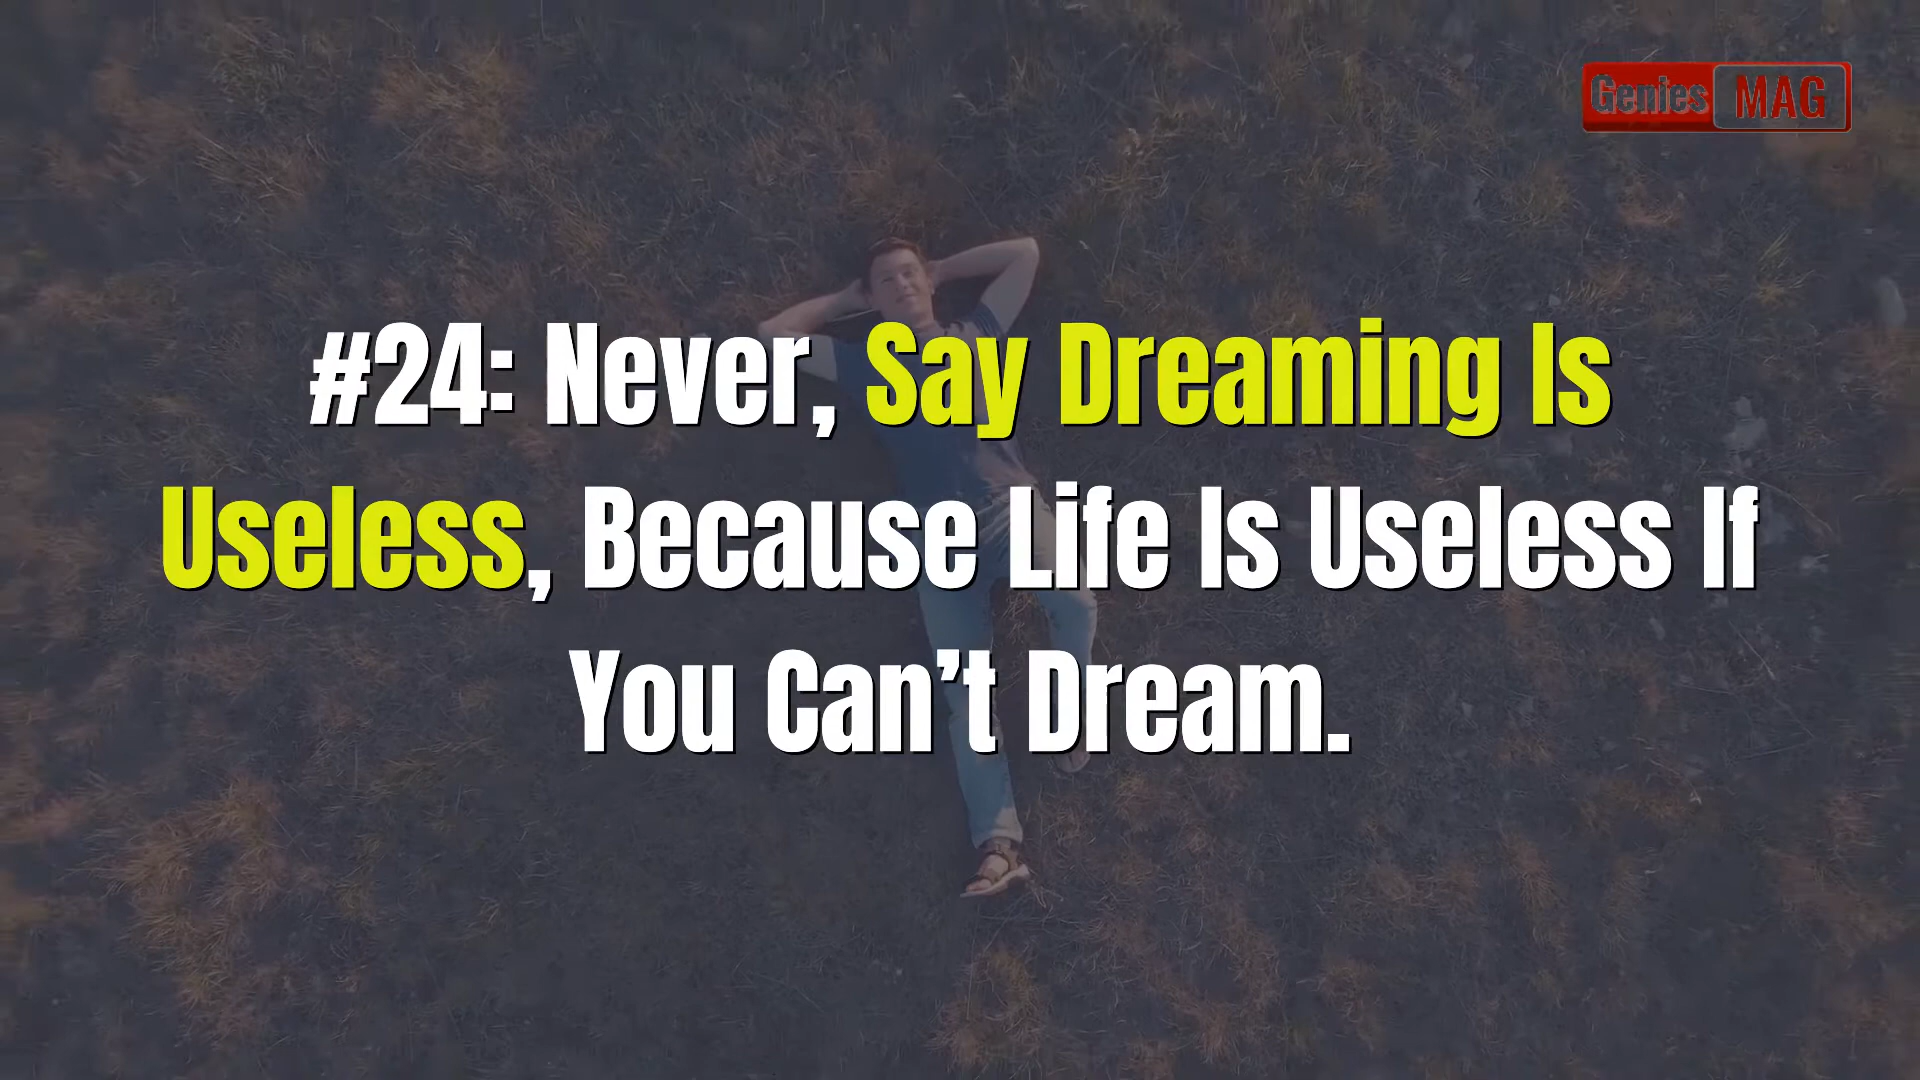 Genies MAG
#24: Never, Say Dreaming Is
Useless, Because Life Is Useless If
You Can’t Dream.